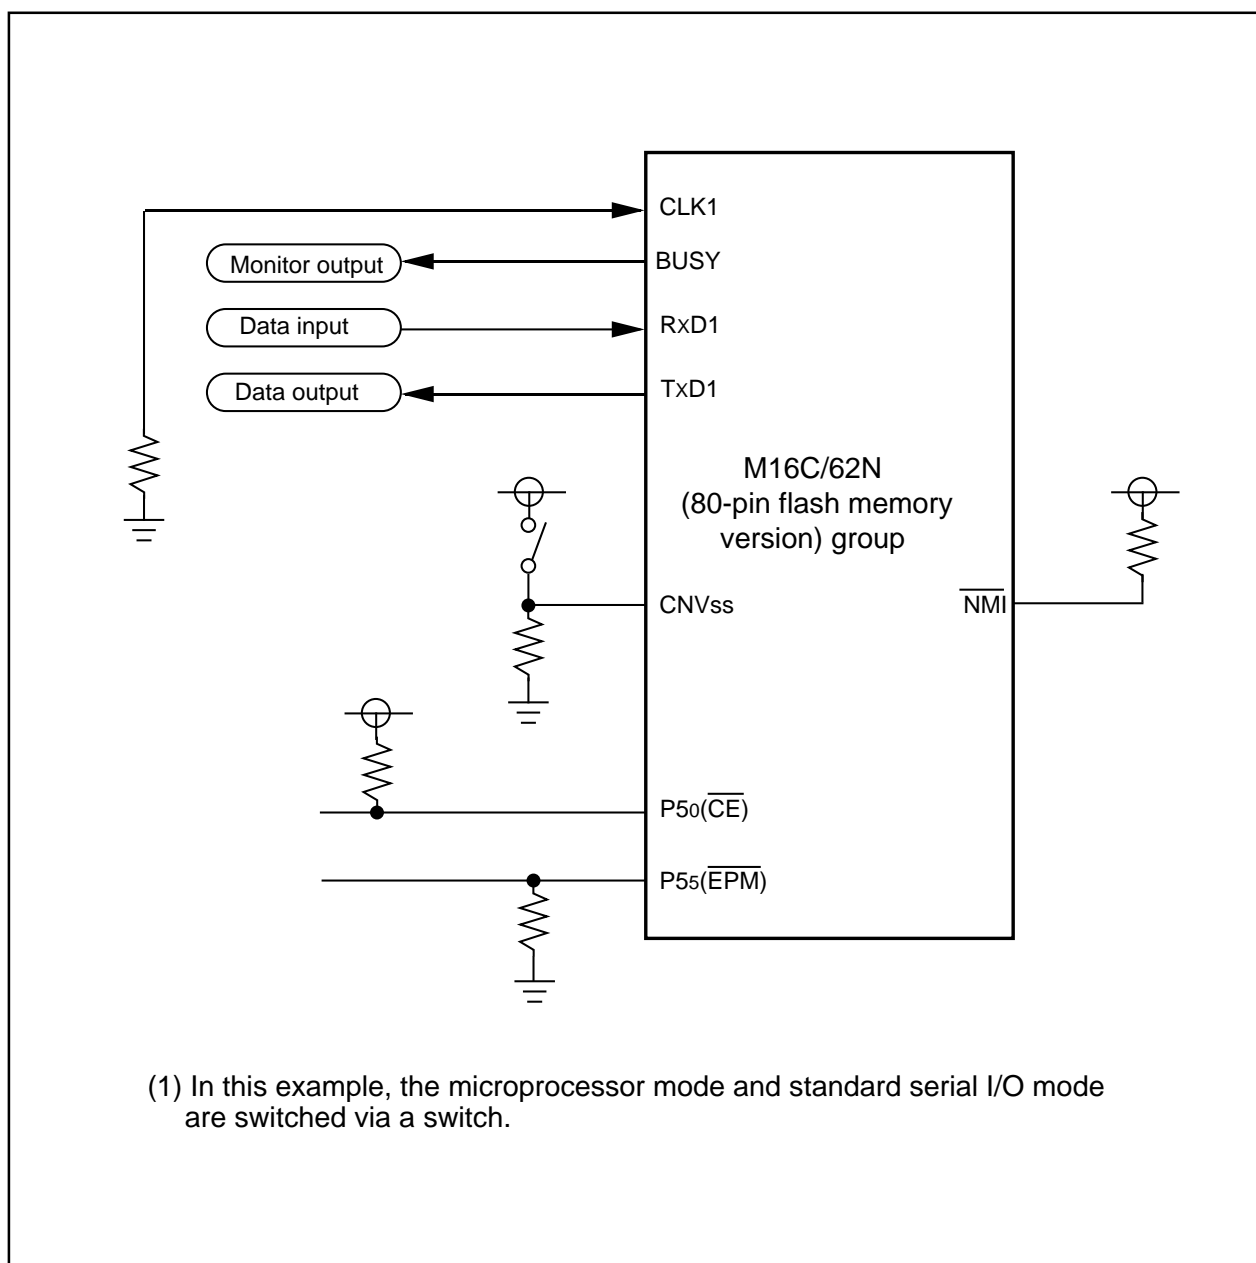 CLK1
Monitor output
BUSY
Data input
RxD1
Data output
TxD1
M16C/62N
(80-pin flash memory
version) group
CNVss
NMI
P50(CE)
P55(EPM)
(1) In this example, the microprocessor mode and standard serial I/O mode
are switched via a switch.